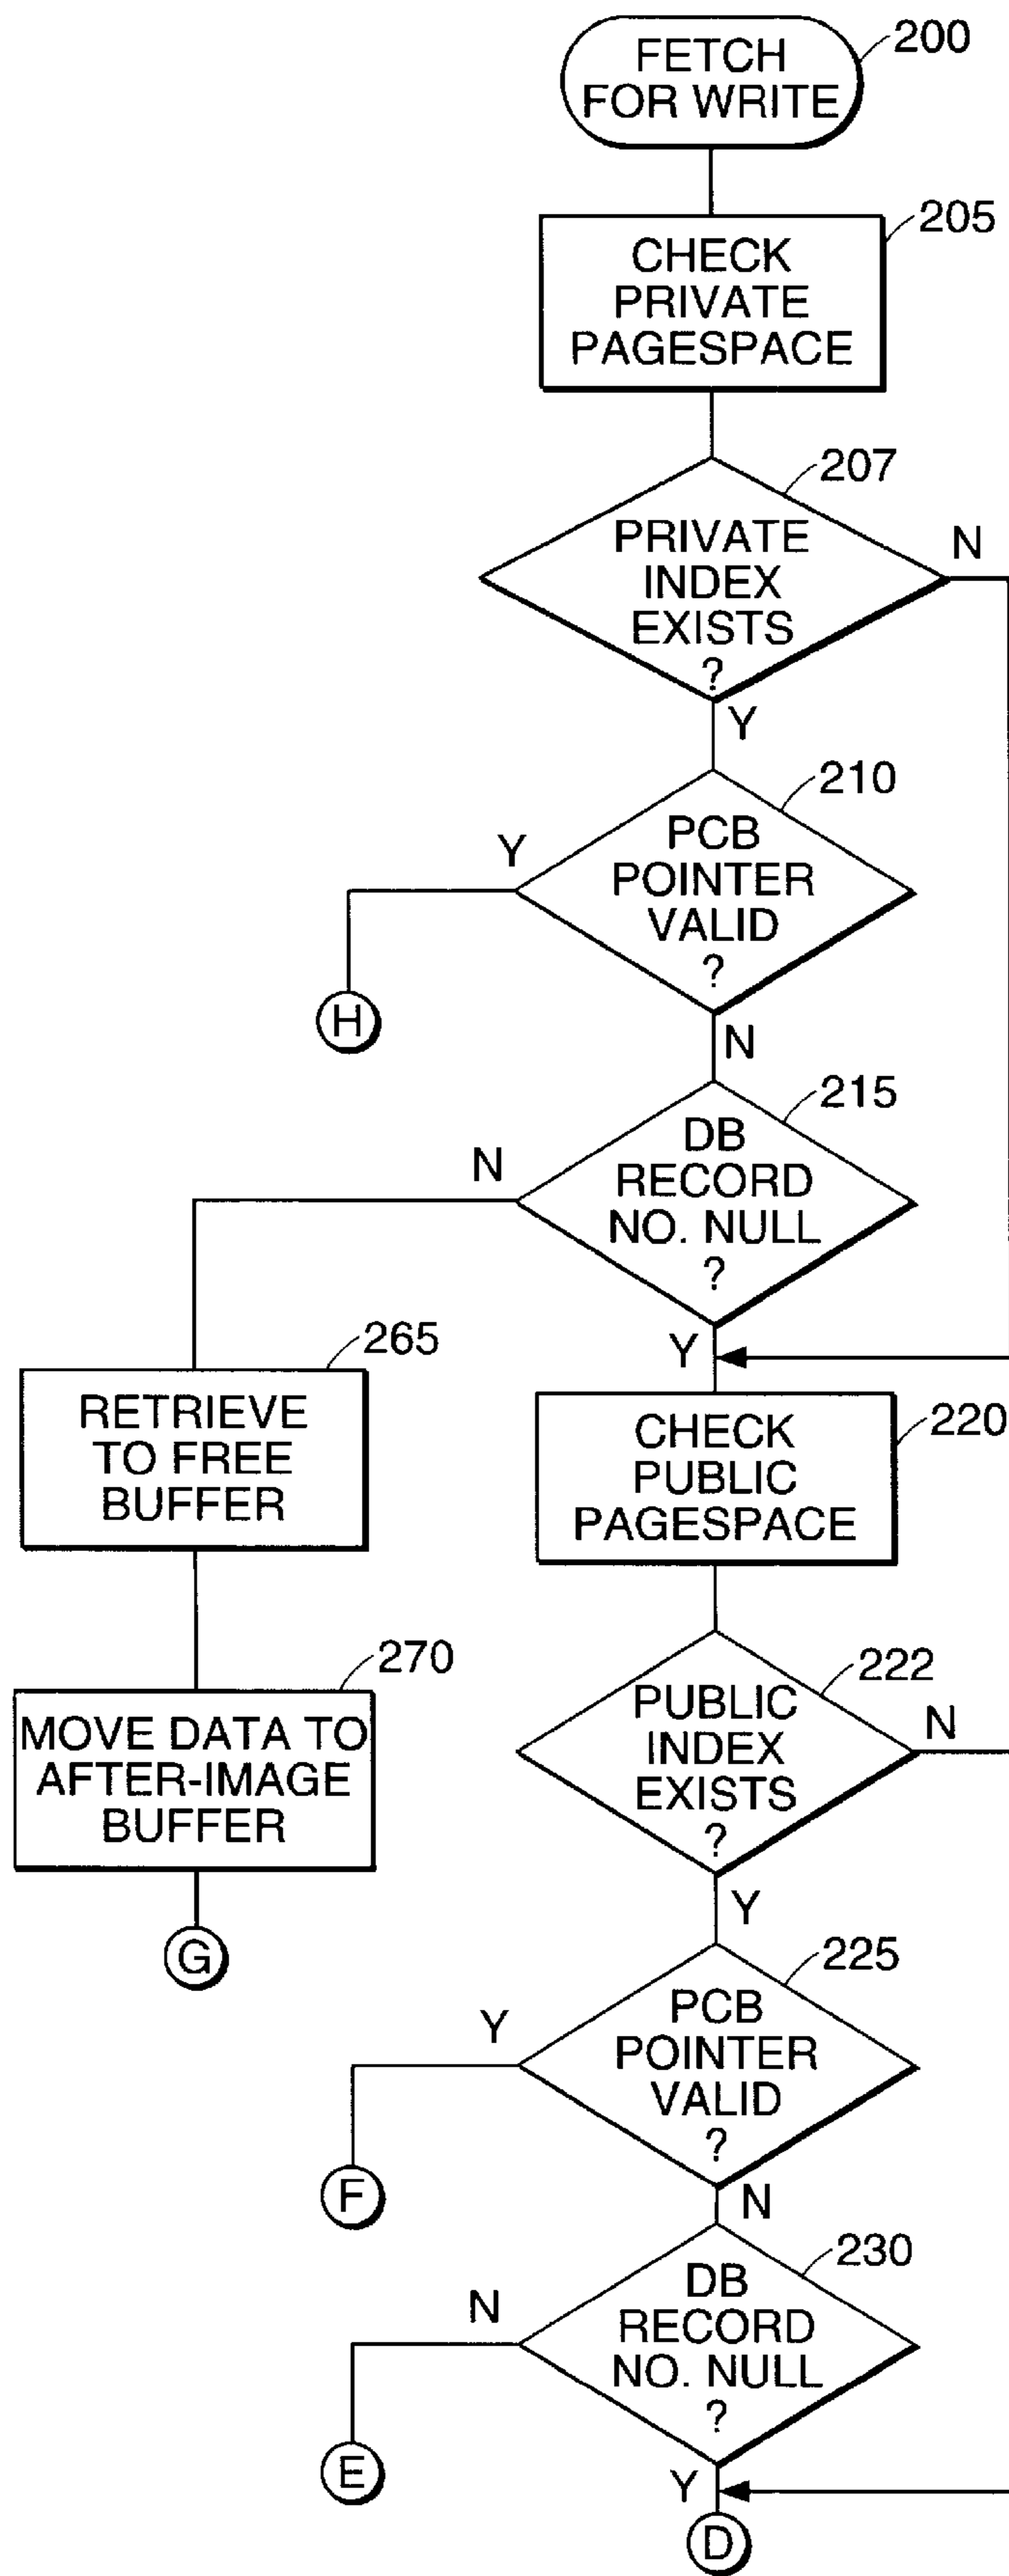 FETCH
FOR WRITE
200
CHECK
PRIVATE
PAGESPACE
205
PRIVATE
INDEX
EXISTS
?
207
N
Y
PCB
POINTER
VALID
?
210
Y
H
N
DB
RECORD
NO. NULL
?
215
N
Y
RETRIEVE
TO FREE
BUFFER
265
CHECK
PUBLIC
PAGESPACE
220
MOVE DATA TO
AFTER-IMAGE
BUFFER
270
G
PUBLIC
INDEX
EXISTS
?
222
N
Y
PCB
POINTER
VALID
?
225
Y
F
N
DB
RECORD
NO. NULL
?
230
N
E
Y
D